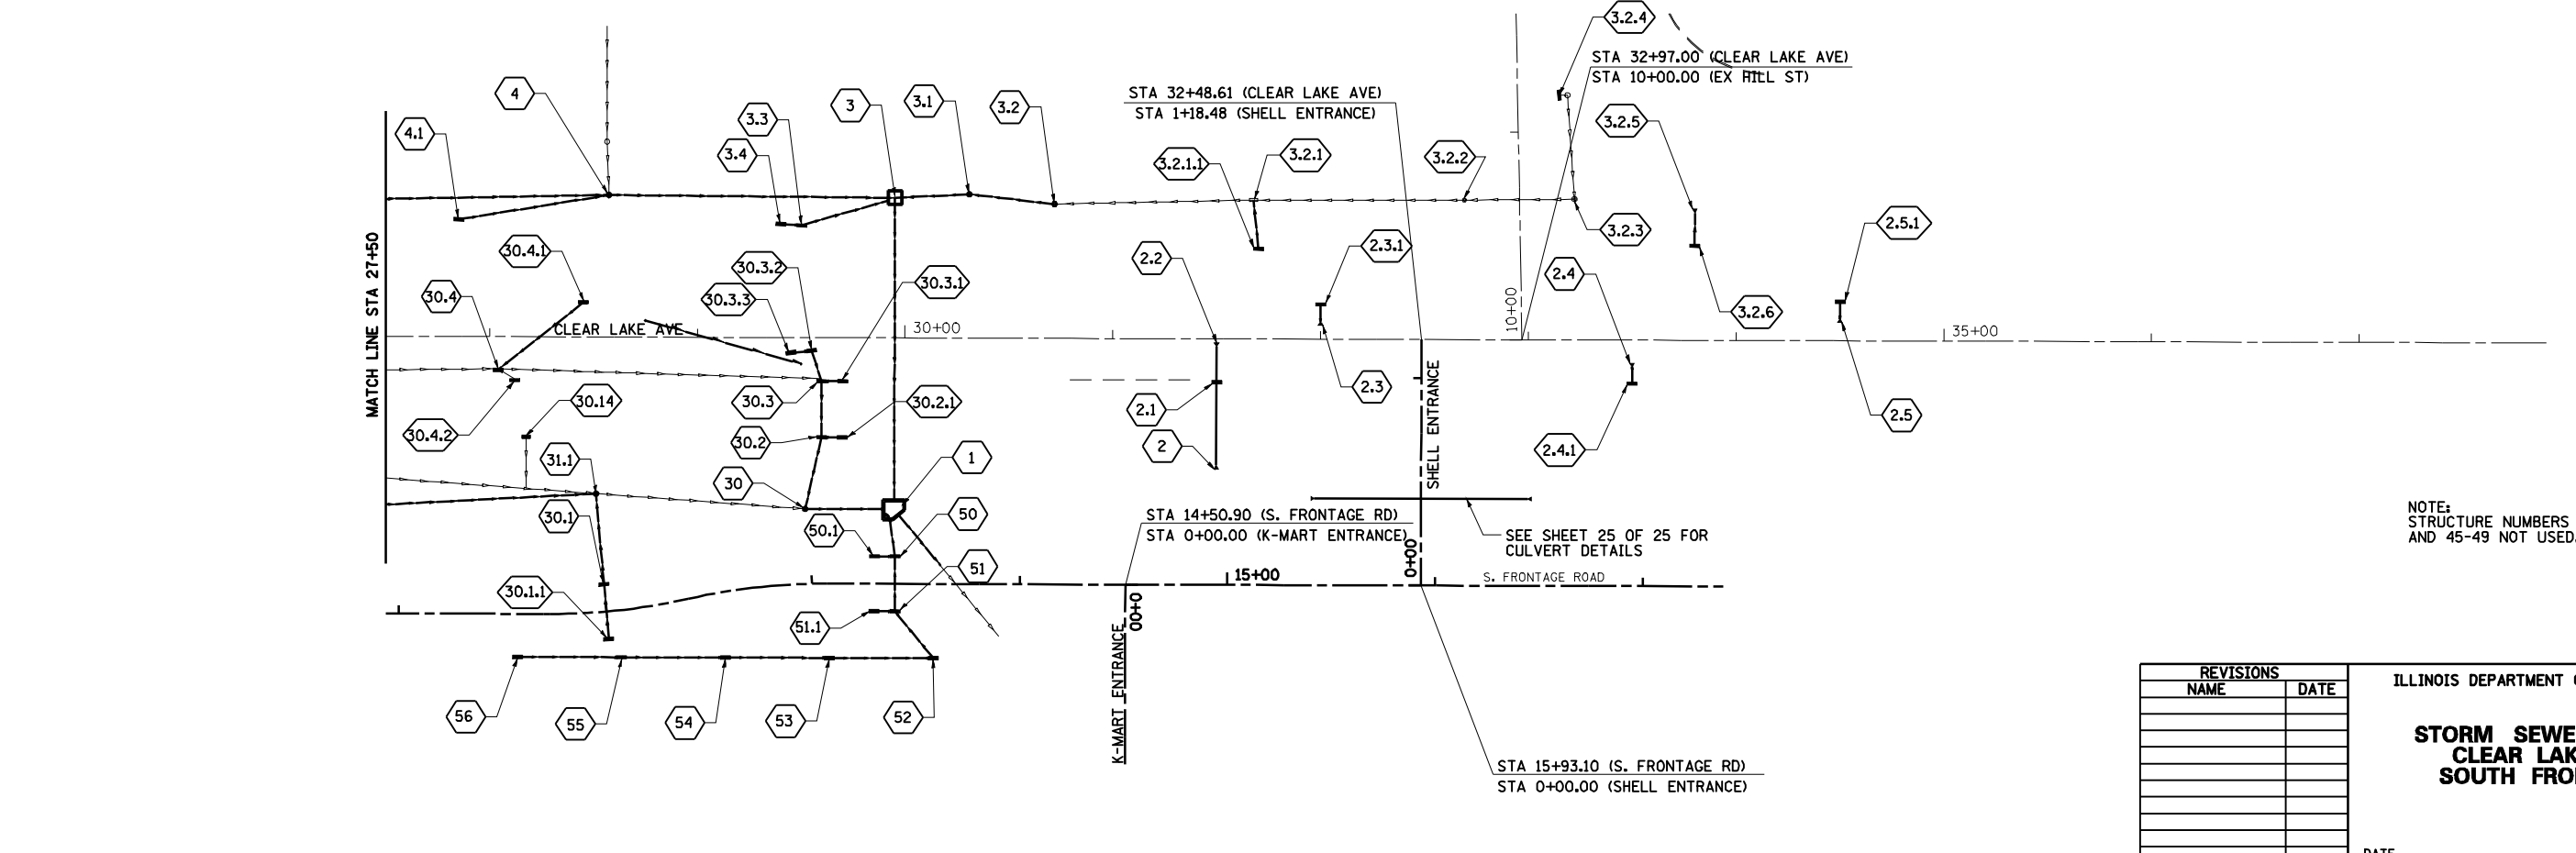 3.2.4
STA 32+97.00 (CLEAR LAKE AVE)
STA 10+00.00 (EX HILL ST)
4
3.3
3
3.1
3.2
STA 32+48.61 (CLEAR LAKE AVE)
STA 1+18.48 (SHELL ENTRANCE)
4.1
3.4
3.2.1.1
3.2.1
3.2.2
3.2.5
3.2.3
2.5.1
MATCH LINE STA 27+50
30.4.1
30.4
30.3.2
30.3.3
30.3.1
2.2
2.3.1
2.4
3.2.6
CLEAR LAKE AVE
30+00
10+00
35+00
30.4.2
30.14
30.3
30.2.1
30.2
2.1
2
2.3
SHELL ENTRANCE
2.4.1
2.5
31.1
30
1
30.1
50.1
50
STA 14+50.90 (S. FRONTAGE RD)
STA 0+00.00 (K-MART ENTRANCE)
SEE SHEET 25 OF 25 FOR
CULVERT DETAILS
NOTE:
STRUCTURE NUMBERS
AND 45-49 NOT USED
0+00
51
15+00
S. FRONTAGE ROAD
30.1.1
51.1
0+00
K-MART ENTRANCE
56
55
54
53
52
STA 15+93.10 (S. FRONTAGE RD)
STA 0+00.00 (SHELL ENTRANCE)
REVISIONS
NAME DATE
ILLINOIS DEPARTMENT
STORM SEWE
CLEAR LAK
SOUTH FRO
DATE